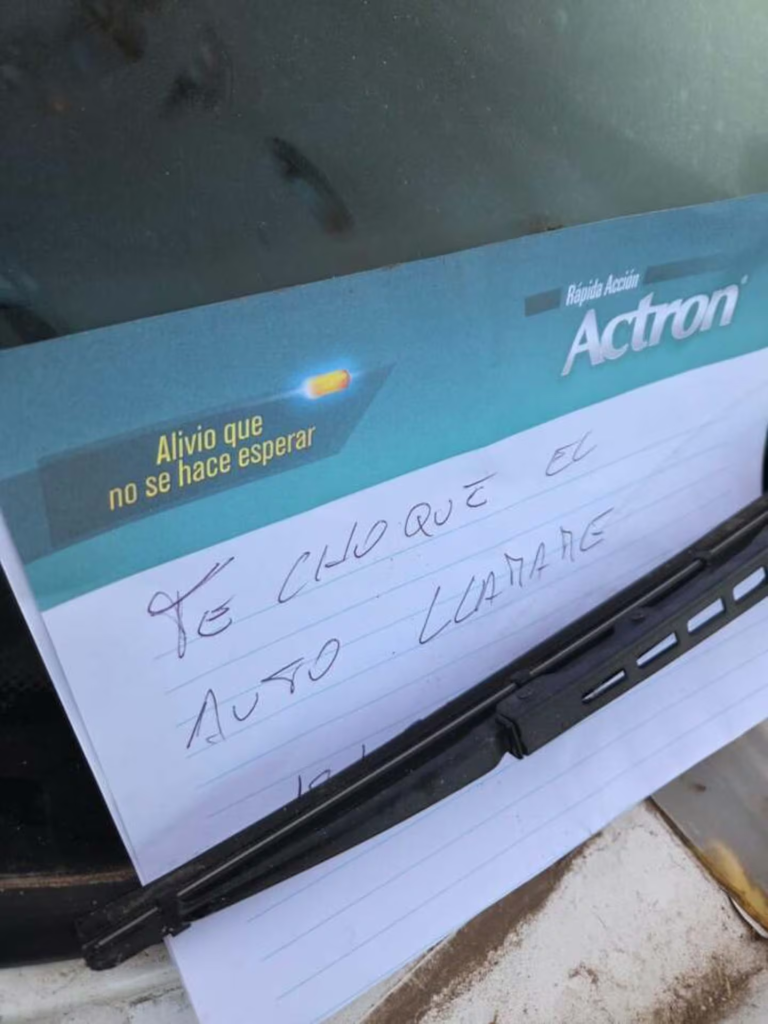 Rápida Acción
Actron
Alivio que
no se hace esperar
TE CHOQUE EL
AUTO LLAMAME